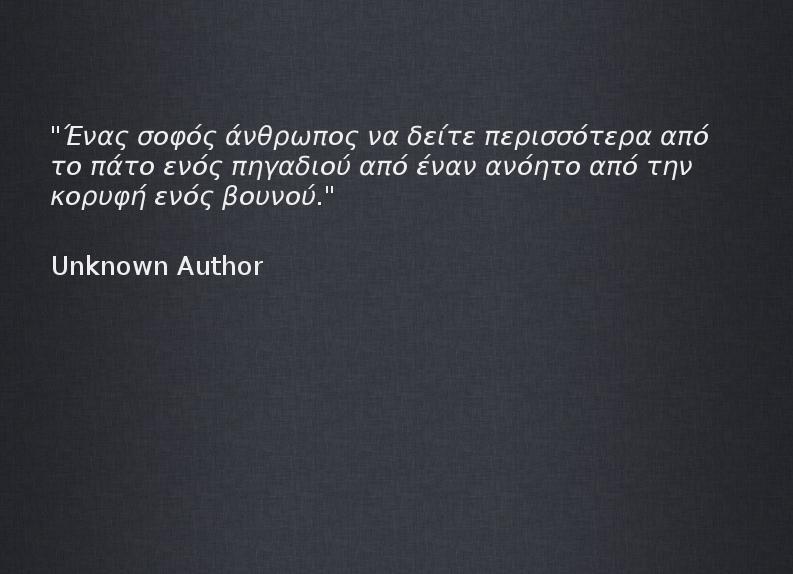 "Ένας σοφός άνθρωπος να δείτε περισσότερα από
το πάτο ενός πηγαδιού από έναν ανόητο από την
κορυφή ενός βουνού."
Unknown Author